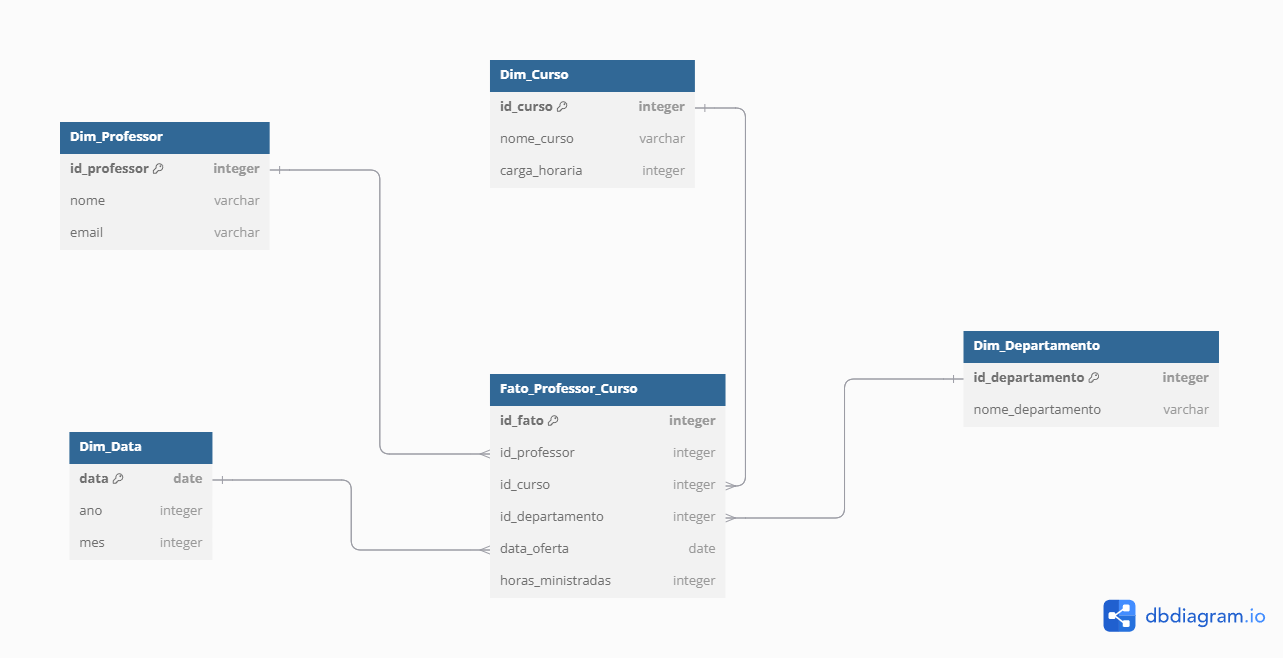 Dim_Curso
id_curso integer
nome_curso varchar
carga_horaria integer
Dim_Professor
id_professor integer
nome varchar
email varchar
Dim_Departamento
id_departamento integer
nome_departamento varchar
Fato_Professor_Curso
id_fato integer
id_professor integer
id_curso integer
id_departamento integer
data_oferta date
horas_ministradas integer
Dim_Data
data date
ano integer
mes integer
dbdiagram.io